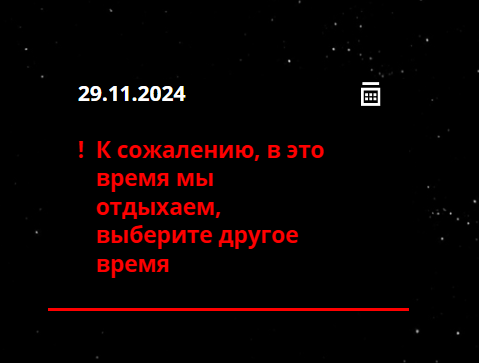 29.11.2024
! К сожалению, в это
время мы
отдыхаем,
выберите другое
время